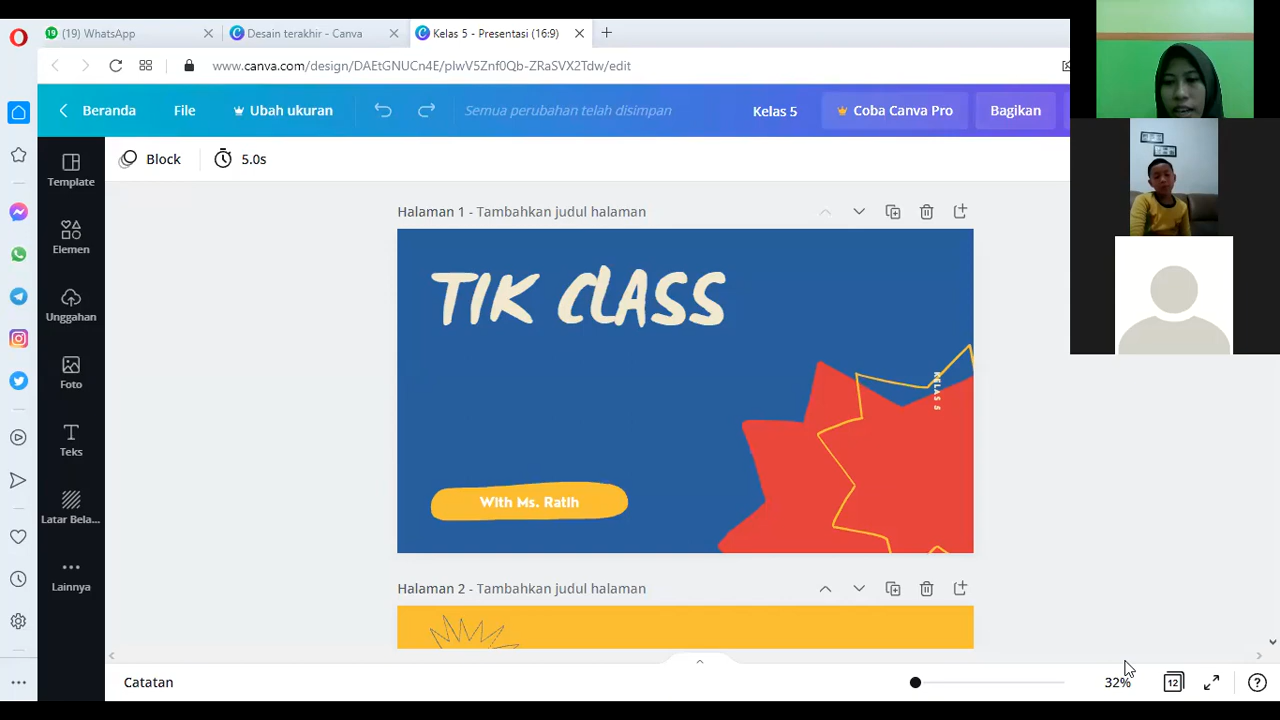 (19) WhatsApp
Desain terakhir - Canva
Kelas 5 - Presentasi (16:9)
www.canva.com/design/DAEtGNUCn4E/plwV5Znf0Qb-ZRaSVX2Tdw/edit
Beranda
File
Ubah ukuran
Semua perubahan telah disimpan
Kelas 5
Coba Canva Pro
Bagikan
Block
5.0s
Template
Elemen
Unggahan
Foto
Teks
Latar Bela...
Lainnya
Halaman 1 - Tambahkan judul halaman
TIK CLASS
KELAS 5
With Ms. Ratih
Halaman 2 - Tambahkan judul halaman
Catatan
32%
12